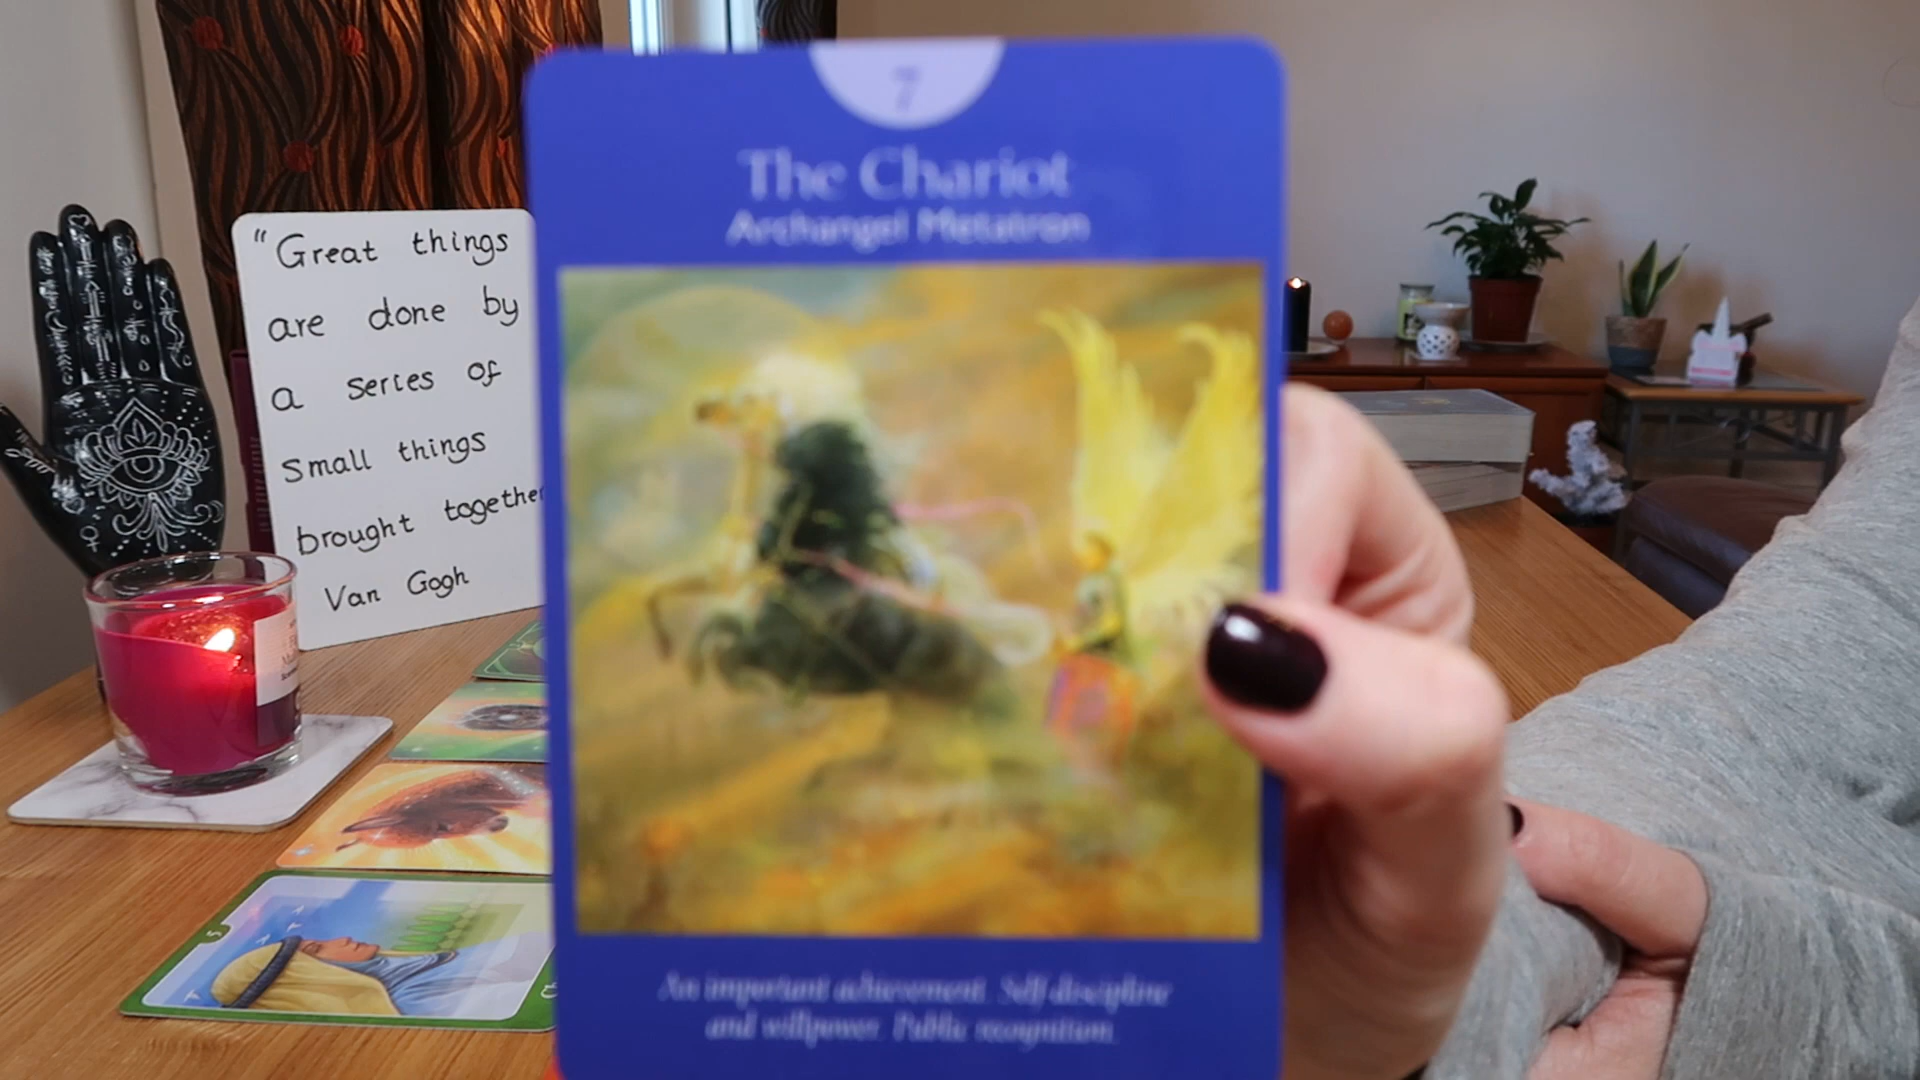 "Great things
are done by
a series of
small things
brought together
Van Gogh
7
The Chariot
Archangel Metatron
An important achievement. Self discipline
and willpower. Public recognition.
5